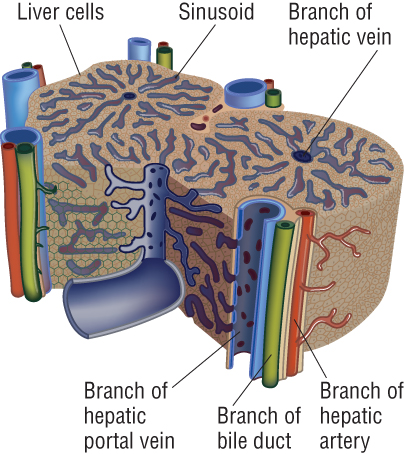 Liver cells
Sinusoid
Branch of
hepatic vein
Branch of
hepatic
portal vein
Branch of
bile duct
Branch of
hepatic
artery